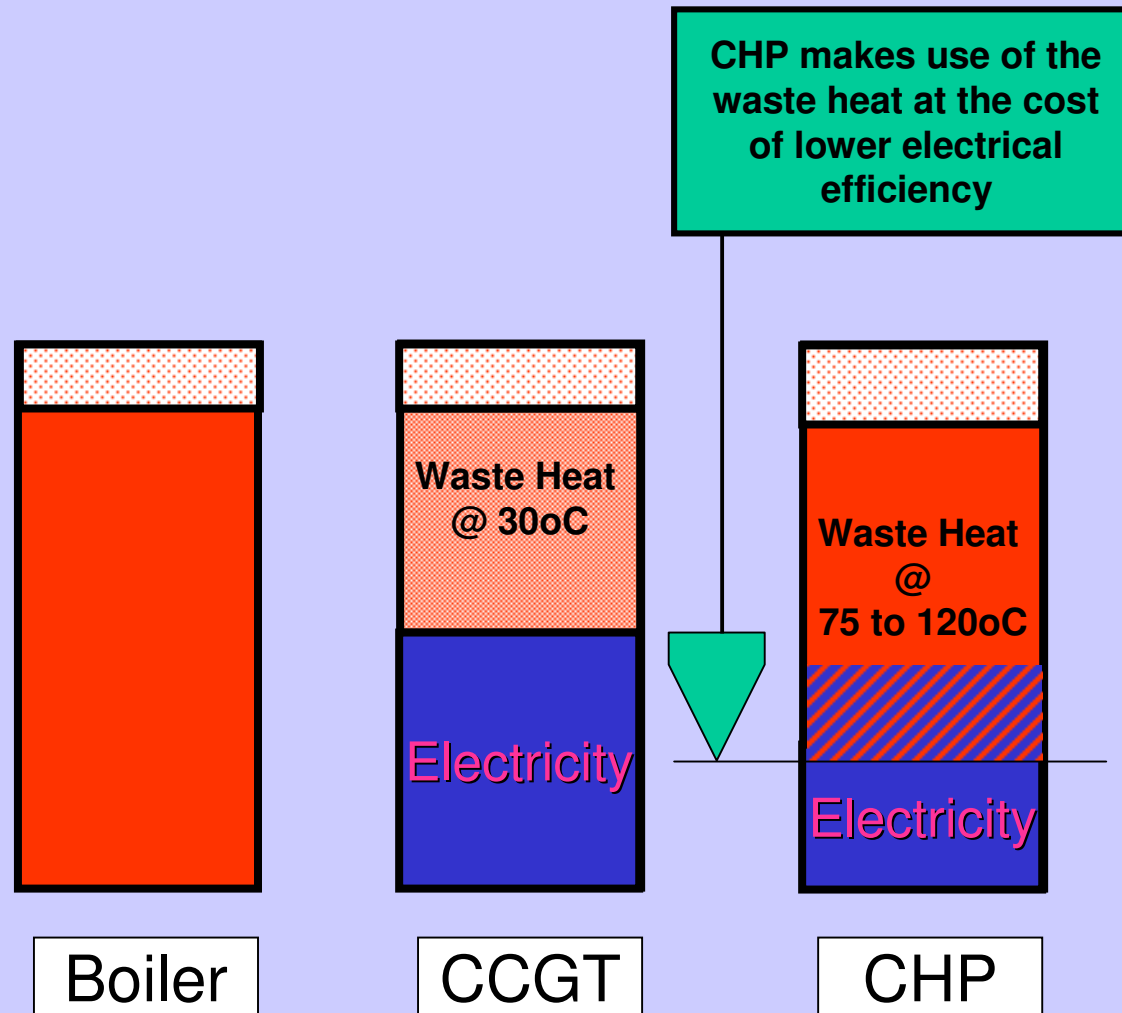 CHP makes use of the
waste heat at the cost
of lower electrical
efficiency
Waste Heat
@ 30oC
Electricity
Waste Heat
@
75 to 120oC
Electricity
Boiler
CCGT
CHP